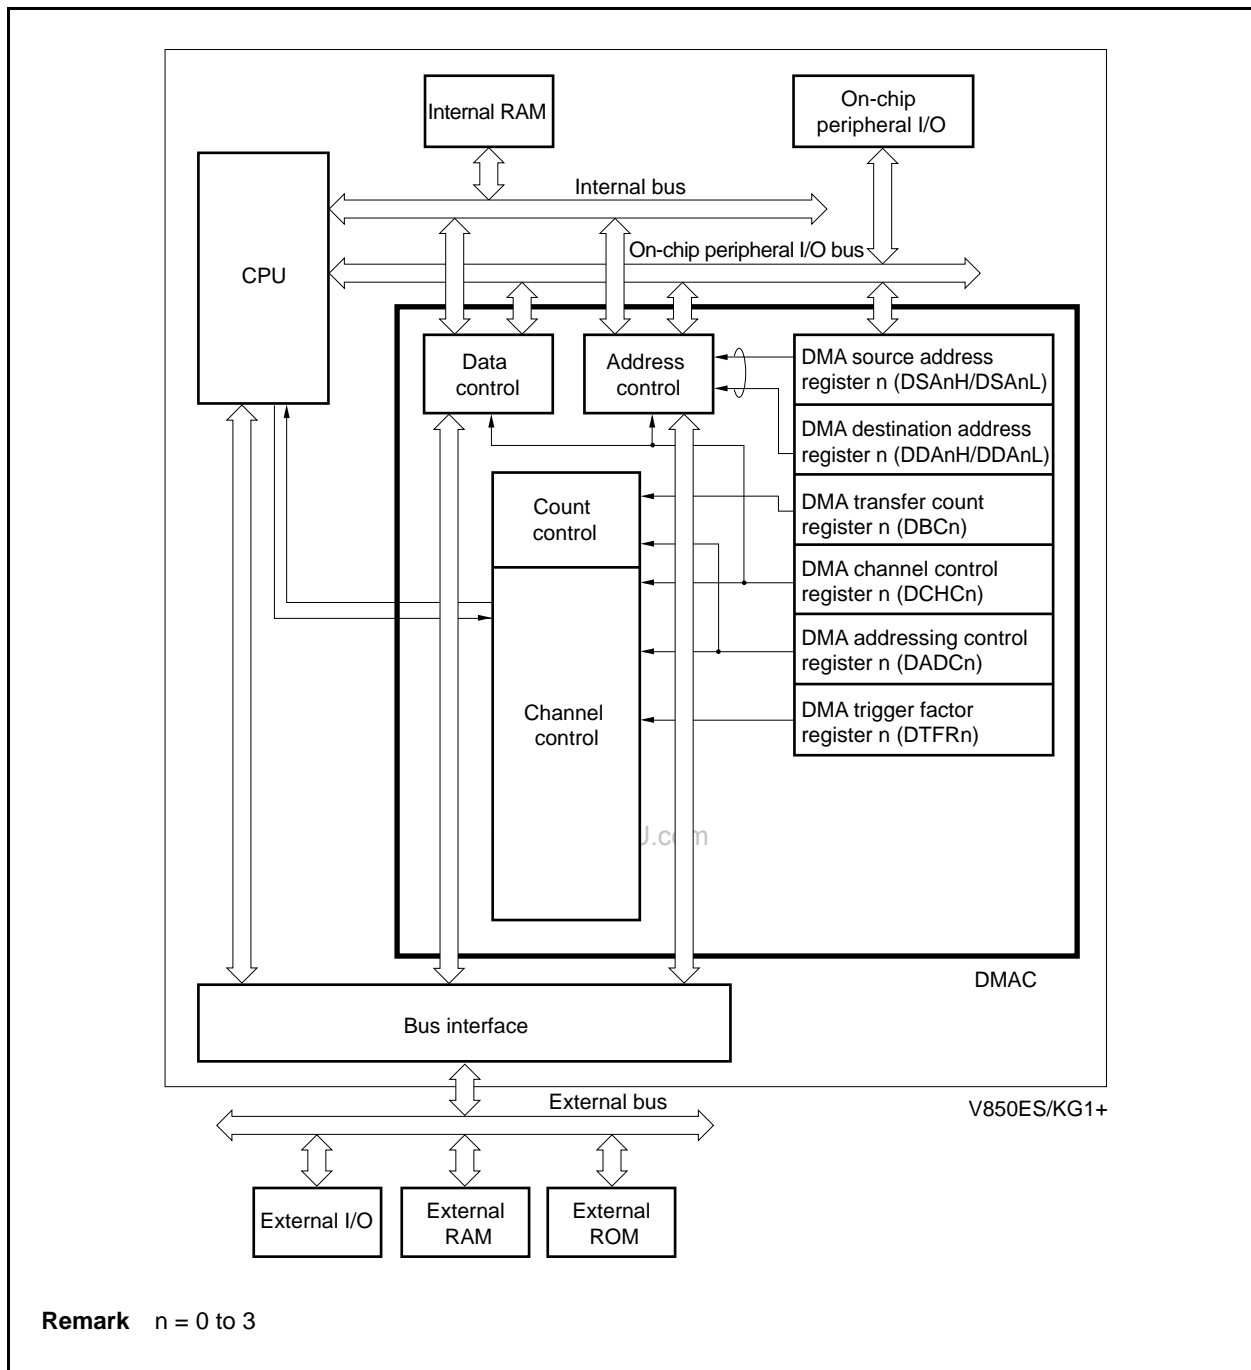 Internal RAM
On-chip
peripheral I/O
Internal bus
On-chip peripheral I/O bus
CPU
Data
control
Address
control
DMA source address
register n (DSAnH/DSAnL)
DMA destination address
register n (DDAnH/DDAnL)
Count
control
DMA transfer count
register n (DBCn)
DMA channel control
register n (DCHCn)
DMA addressing control
register n (DADCn)
Channel
control
DMA trigger factor
register n (DTFRn)
DMAC
Bus interface
External bus
V850ES/KG1+
External I/O
External
RAM
External
ROM
Remark n = 0 to 3